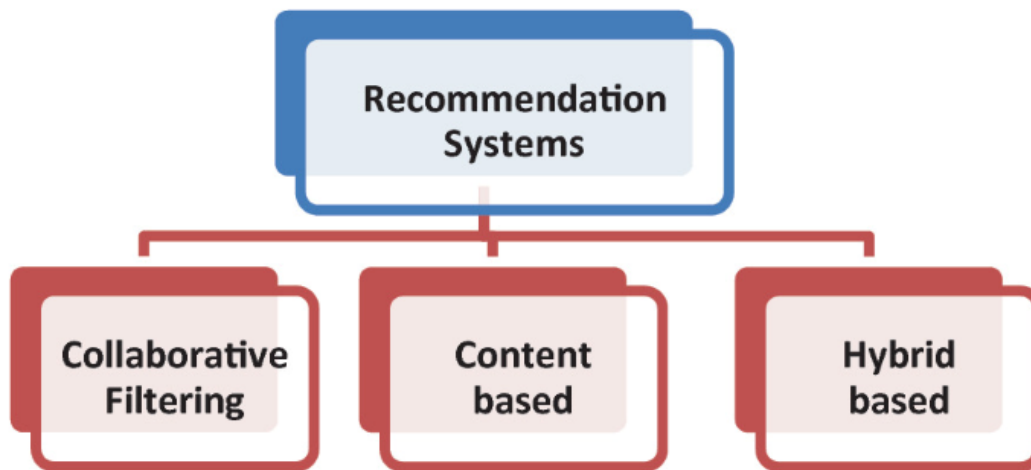 Recommendation
Systems
Collaborative
Filtering
Content
based
Hybrid
based